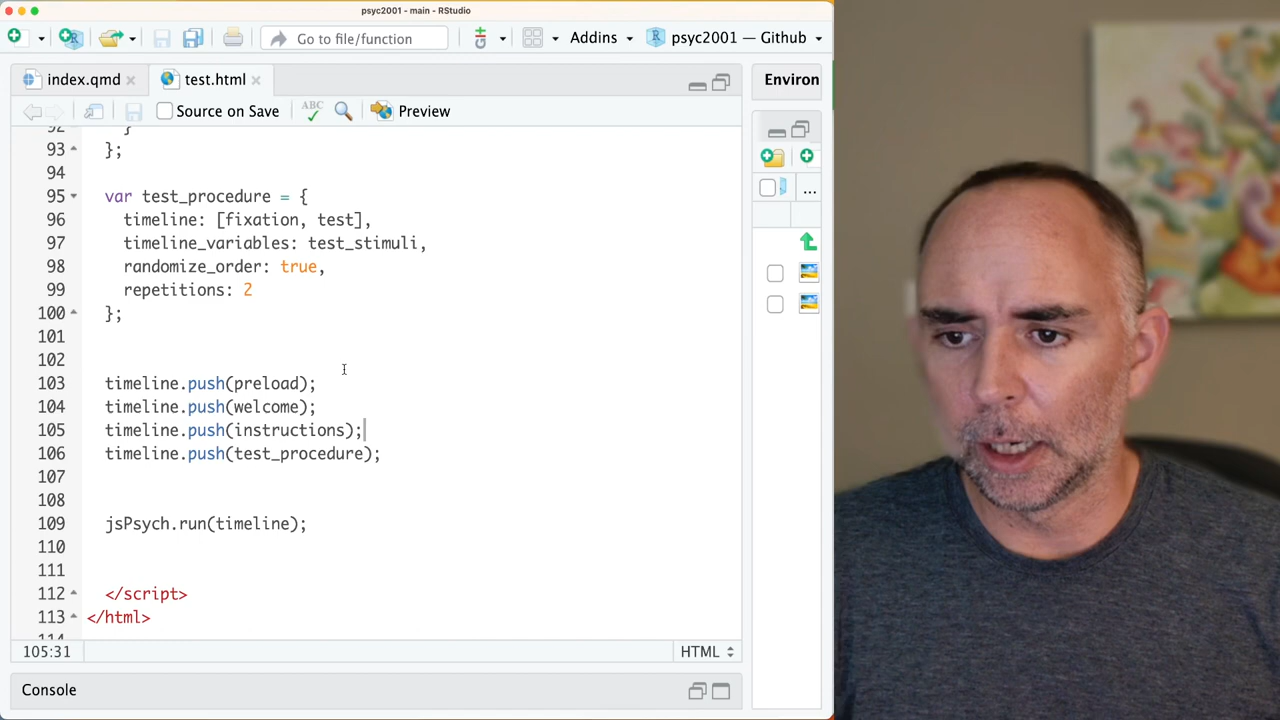 psyc2001 - main - RStudio
Go to file/function
Addins
psyc2001 — Github
index.qmd
test.html
Environ
Source on Save
ABC
Preview
93 };
94
95 var test_procedure = {
96 timeline: [fixation, test],
97 timeline_variables: test_stimuli,
98 randomize_order: true,
99 repetitions: 2
100 };
101
102
103 timeline.push(preload);
104 timeline.push(welcome);
105 timeline.push(instructions);
106 timeline.push(test_procedure);
107
108
109 jsPsych.run(timeline);
110
111
112 </script>
113 </html>
...
105:31
HTML
Console